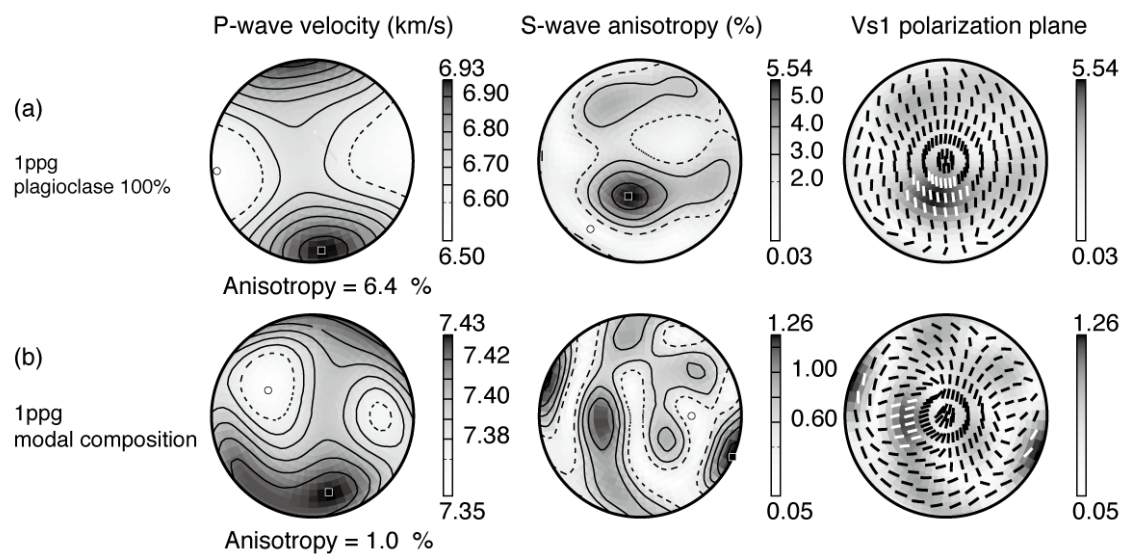 P-wave velocity (km/s)
S-wave anisotropy (%)
Vs1 polarization plane
(a)
1ppg
plagioclase 100%
6.93
6.90
6.80
6.70
6.60
6.50
Anisotropy = 6.4 %
5.54
5.0
4.0
3.0
2.0
0.03
5.54
0.03
(b)
1ppg
modal composition
7.43
7.42
7.40
7.38
7.35
Anisotropy = 1.0 %
1.26
1.00
0.60
0.05
1.26
0.05